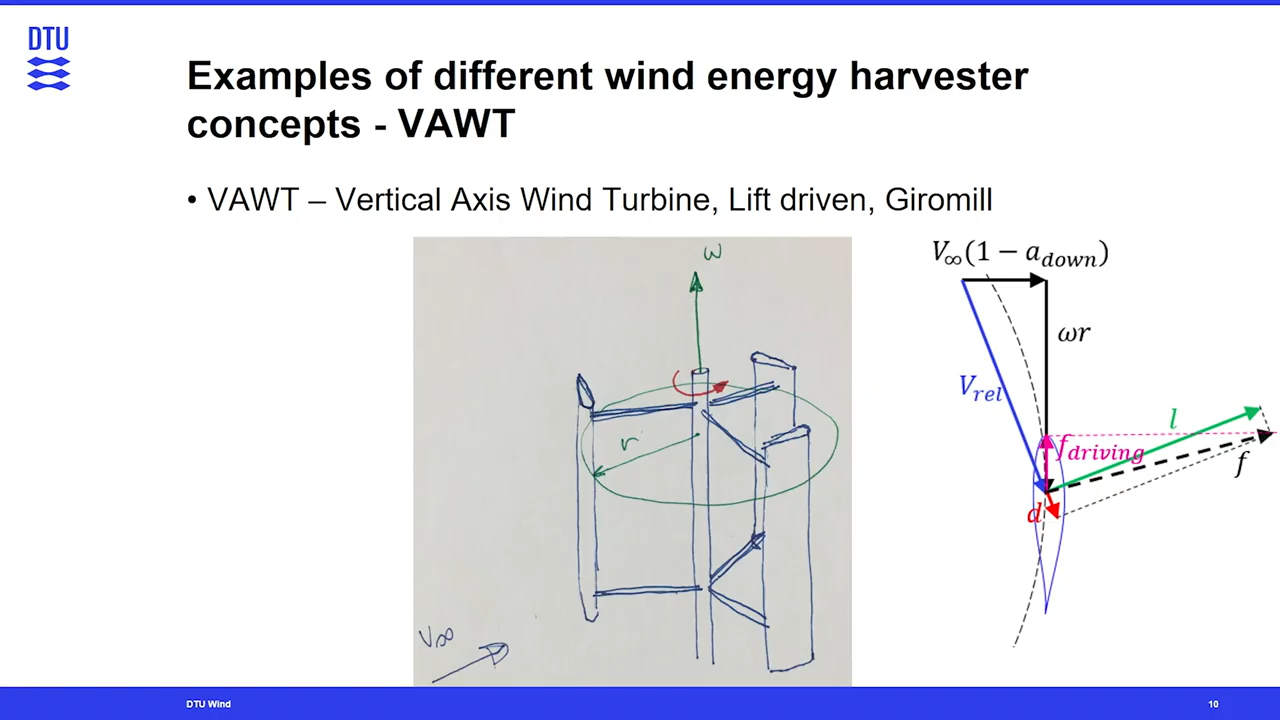 DTU
Examples of different wind energy harvester
concepts - VAWT
• VAWT – Vertical Axis Wind Turbine, Lift driven, Giromill
ω
r
V∞
V∞(1 − a_down)
ωr
V_rel
l
f_driving
f
d
DTU Wind
10